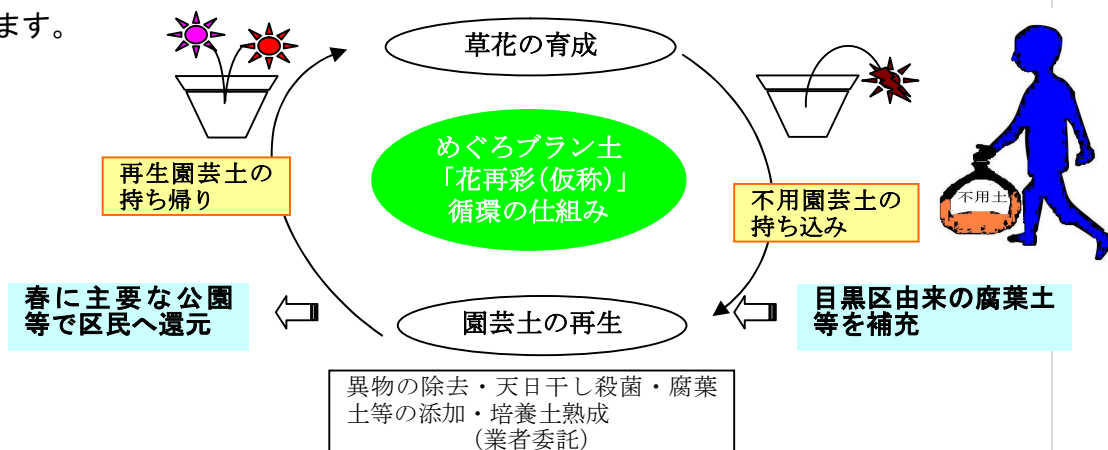 ます。
草花の育成
めぐろブラン土
「花再彩(仮称)」
循環の仕組み
再生園芸土の
持ち帰り
不用園芸土の
持ち込み
不用土
春に主要な公園
等で区民へ還元
園芸土の再生
目黒区由来の腐葉土
等を補充
異物の除去・天日干し殺菌・腐葉
土等の添加・培養土熟成
(業者委託)